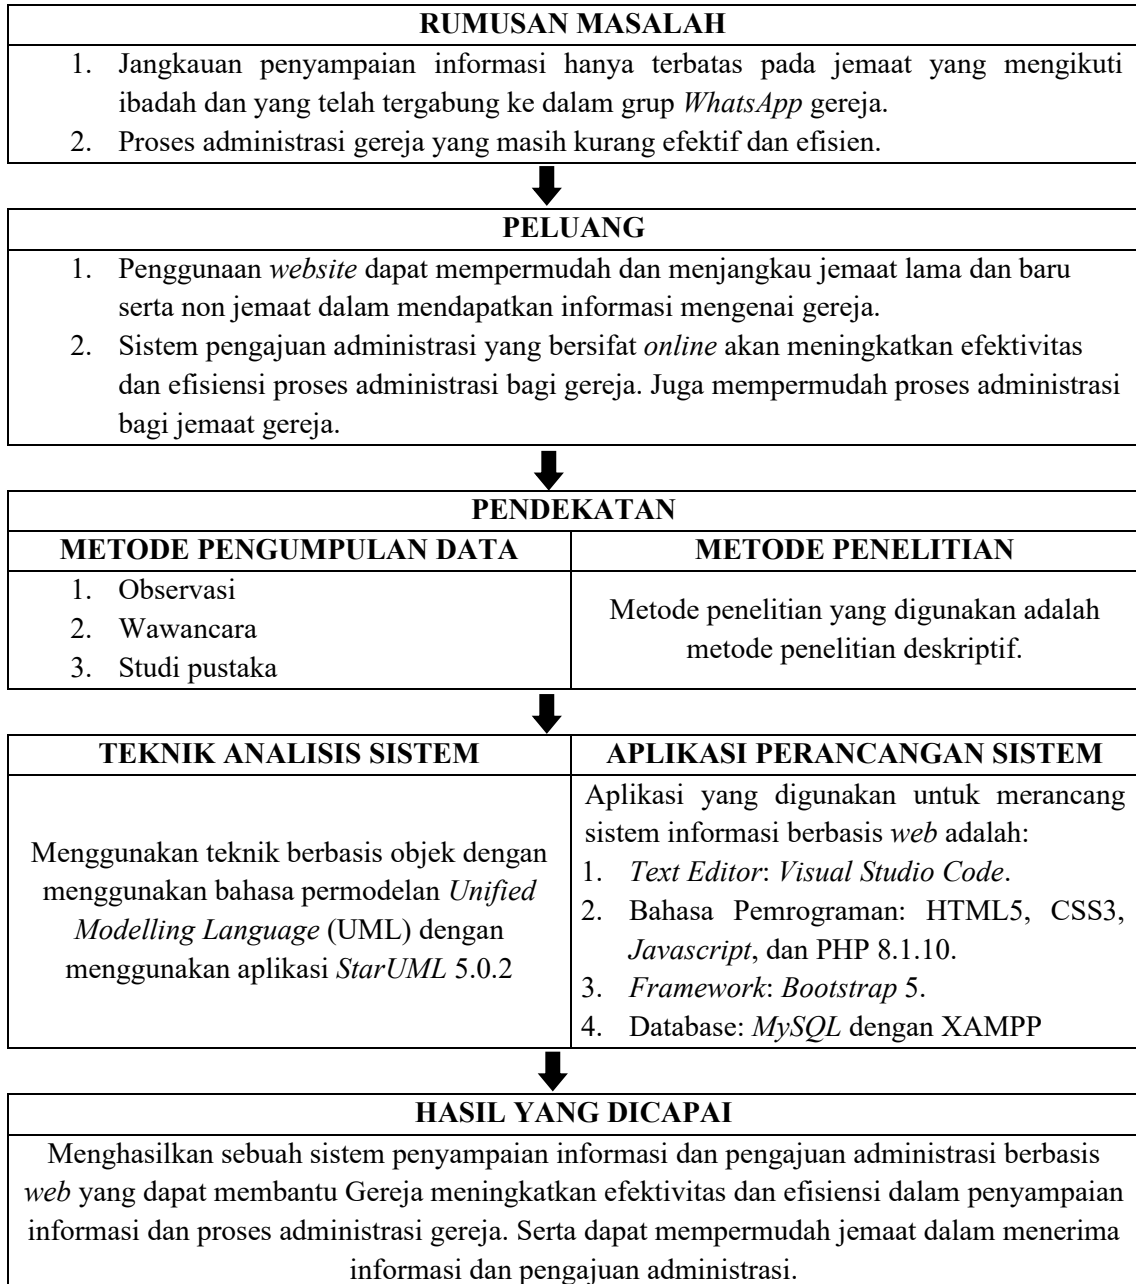 RUMUSAN MASALAH
1. Jangkauan penyampaian informasi hanya terbatas pada jemaat yang mengikuti
ibadah dan yang telah tergabung ke dalam grup WhatsApp gereja.
2. Proses administrasi gereja yang masih kurang efektif dan efisien.
PELUANG
1. Penggunaan website dapat mempermudah dan menjangkau jemaat lama dan baru
serta non jemaat dalam mendapatkan informasi mengenai gereja.
2. Sistem pengajuan administrasi yang bersifat online akan meningkatkan efektivitas
dan efisiensi proses administrasi bagi gereja. Juga mempermudah proses administrasi
bagi jemaat gereja.
PENDEKATAN
METODE PENGUMPULAN DATA
1. Observasi
2. Wawancara
3. Studi pustaka
METODE PENELITIAN
Metode penelitian yang digunakan adalah
metode penelitian deskriptif.
TEKNIK ANALISIS SISTEM
Menggunakan teknik berbasis objek dengan
menggunakan bahasa permodelan Unified
Modelling Language (UML) dengan
menggunakan aplikasi StarUML 5.0.2
APLIKASI PERANCANGAN SISTEM
Aplikasi yang digunakan untuk merancang
sistem informasi berbasis web adalah:
1. Text Editor: Visual Studio Code.
2. Bahasa Pemrograman: HTML5, CSS3,
Javascript, dan PHP 8.1.10.
3. Framework: Bootstrap 5.
4. Database: MySQL dengan XAMPP
HASIL YANG DICAPAI
Menghasilkan sebuah sistem penyampaian informasi dan pengajuan administrasi berbasis
web yang dapat membantu Gereja meningkatkan efektivitas dan efisiensi dalam penyampaian
informasi dan proses administrasi gereja. Serta dapat mempermudah jemaat dalam menerima
informasi dan pengajuan administrasi.